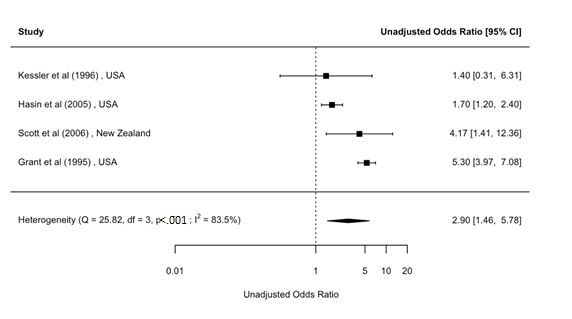 Study Unadjusted Odds Ratio [95% CI]
Kessler et al (1996) , USA 1.40 [0.31, 6.31]
Hasin et al (2005) , USA 1.70 [1.20, 2.40]
Scott et al (2006) , New Zealand 4.17 [1.41, 12.36]
Grant et al (1995) , USA 5.30 [3.97, 7.08]
Heterogeneity (Q = 25.82, df = 3, p<.001 ; I² = 83.5%) 2.90 [1.46, 5.78]
0.01 1 5 10 20
Unadjusted Odds Ratio